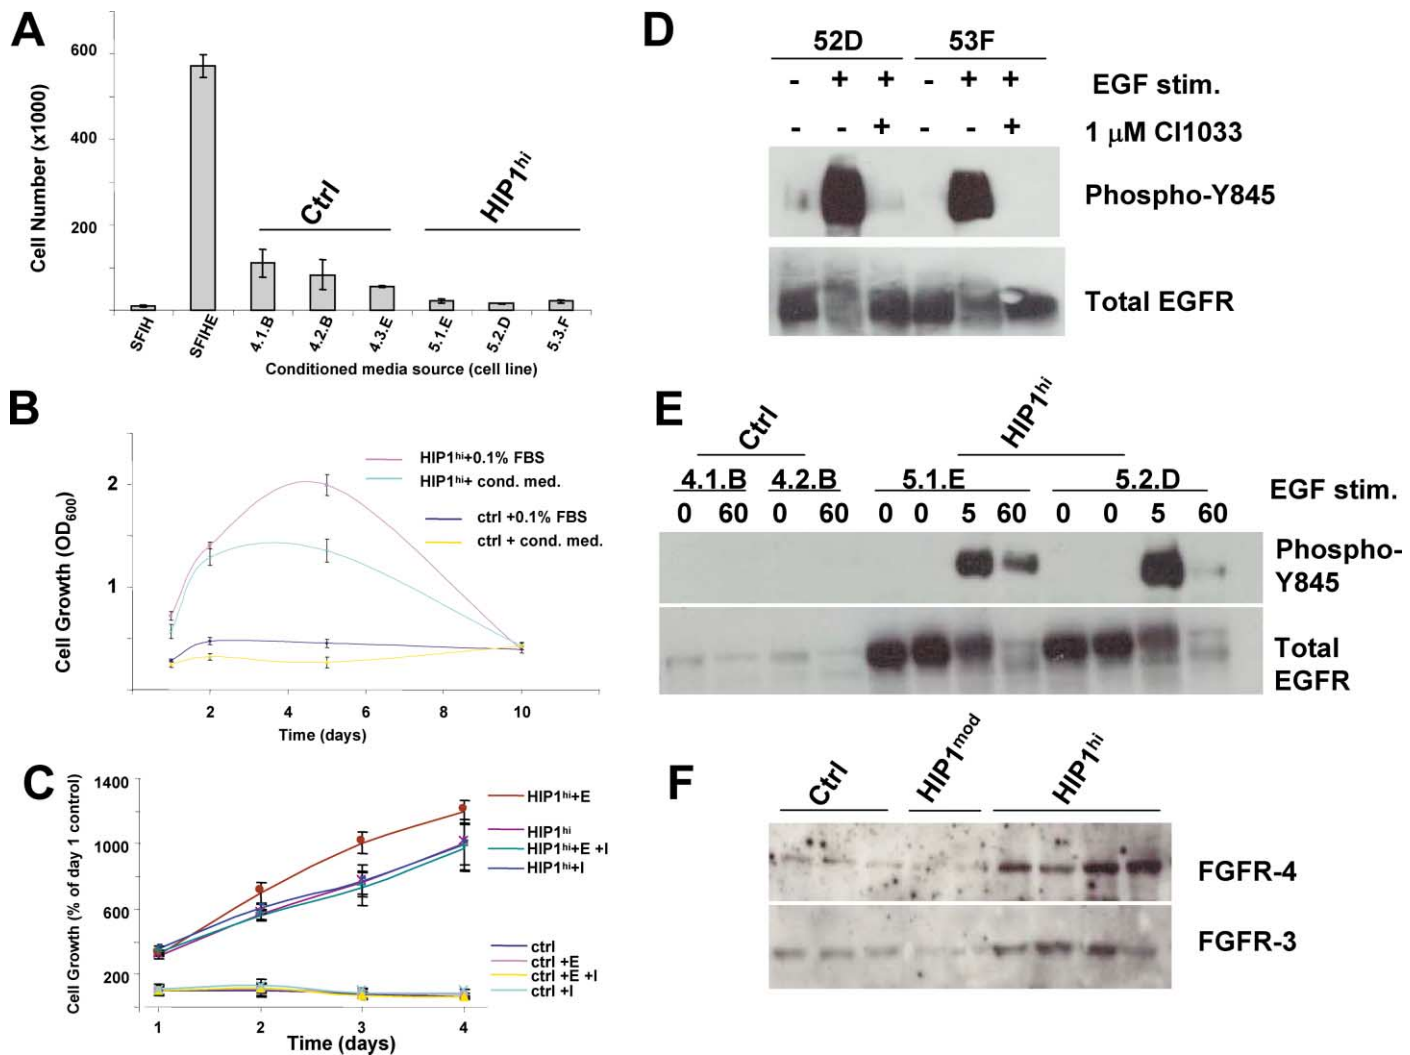 A
600
400
200
Cell Number (x1000)
Ctrl
HIP1hi
SFIH
SFIHE
4.1.B
4.2.B
4.3.E
5.1.E
5.2.D
5.3.F
Conditioned media source (cell line)
B
2
1
Cell Growth (OD600)
HIP1hi+0.1% FBS
HIP1hi+ cond. med.
ctrl +0.1% FBS
ctrl + cond. med.
2 4 6 8 10
Time (days)
C
1400
1000
600
200
Cell Growth (% of day 1 control)
HIP1hi+E
HIP1hi
HIP1hi+E +I
HIP1hi+I
ctrl
ctrl +E
ctrl +E +I
ctrl +I
1 2 3 4
Time (days)
D
52D 53F
- + + - + + EGF stim.
- - + - - + 1 µM CI1033
Phospho-Y845
Total EGFR
E
Ctrl
HIP1hi
4.1.B 4.2.B 5.1.E 5.2.D
EGF stim.
0 60 0 60 0 0 5 60 0 0 5 60
Phospho-
Y845
Total
EGFR
F
Ctrl
HIP1mod
HIP1hi
FGFR-4
FGFR-3